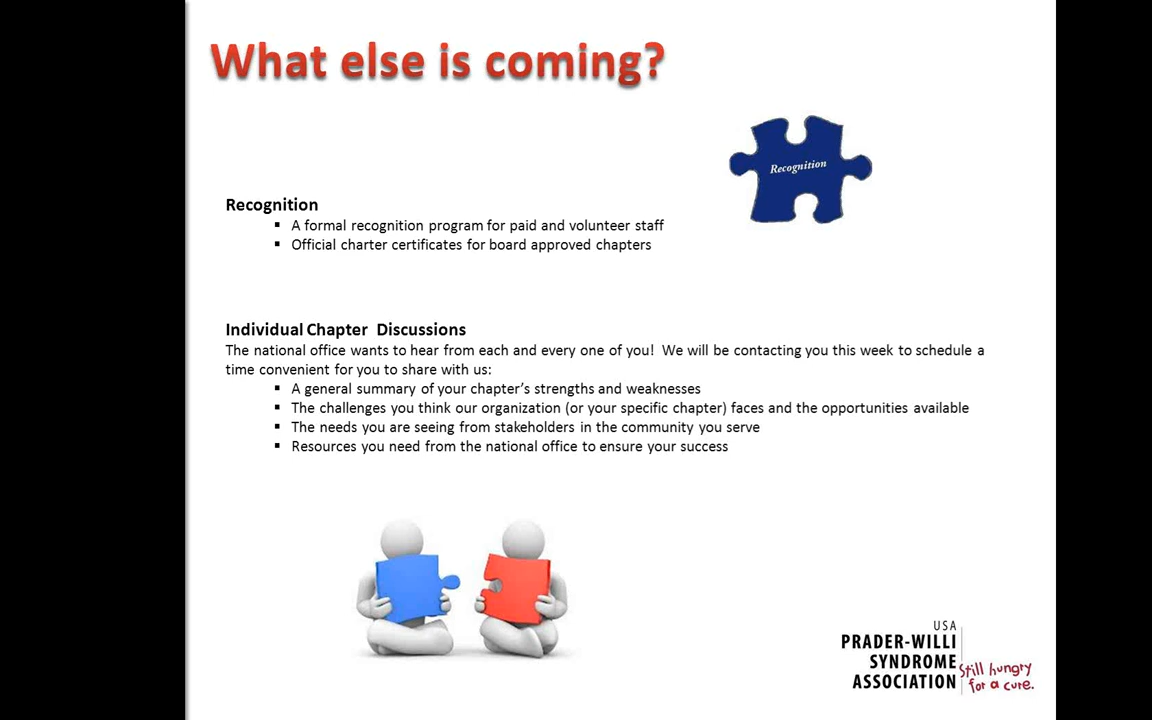 What else is coming?
Recognition
Recognition
▪ A formal recognition program for paid and volunteer staff
▪ Official charter certificates for board approved chapters
Individual Chapter Discussions
The national office wants to hear from each and every one of you! We will be contacting you this week to schedule a
time convenient for you to share with us:
▪ A general summary of your chapter's strengths and weaknesses
▪ The challenges you think our organization (or your specific chapter) faces and the opportunities available
▪ The needs you are seeing from stakeholders in the community you serve
▪ Resources you need from the national office to ensure your success
USA
PRADER-WILLI
SYNDROME
ASSOCIATION
Still hungry
for a cure.